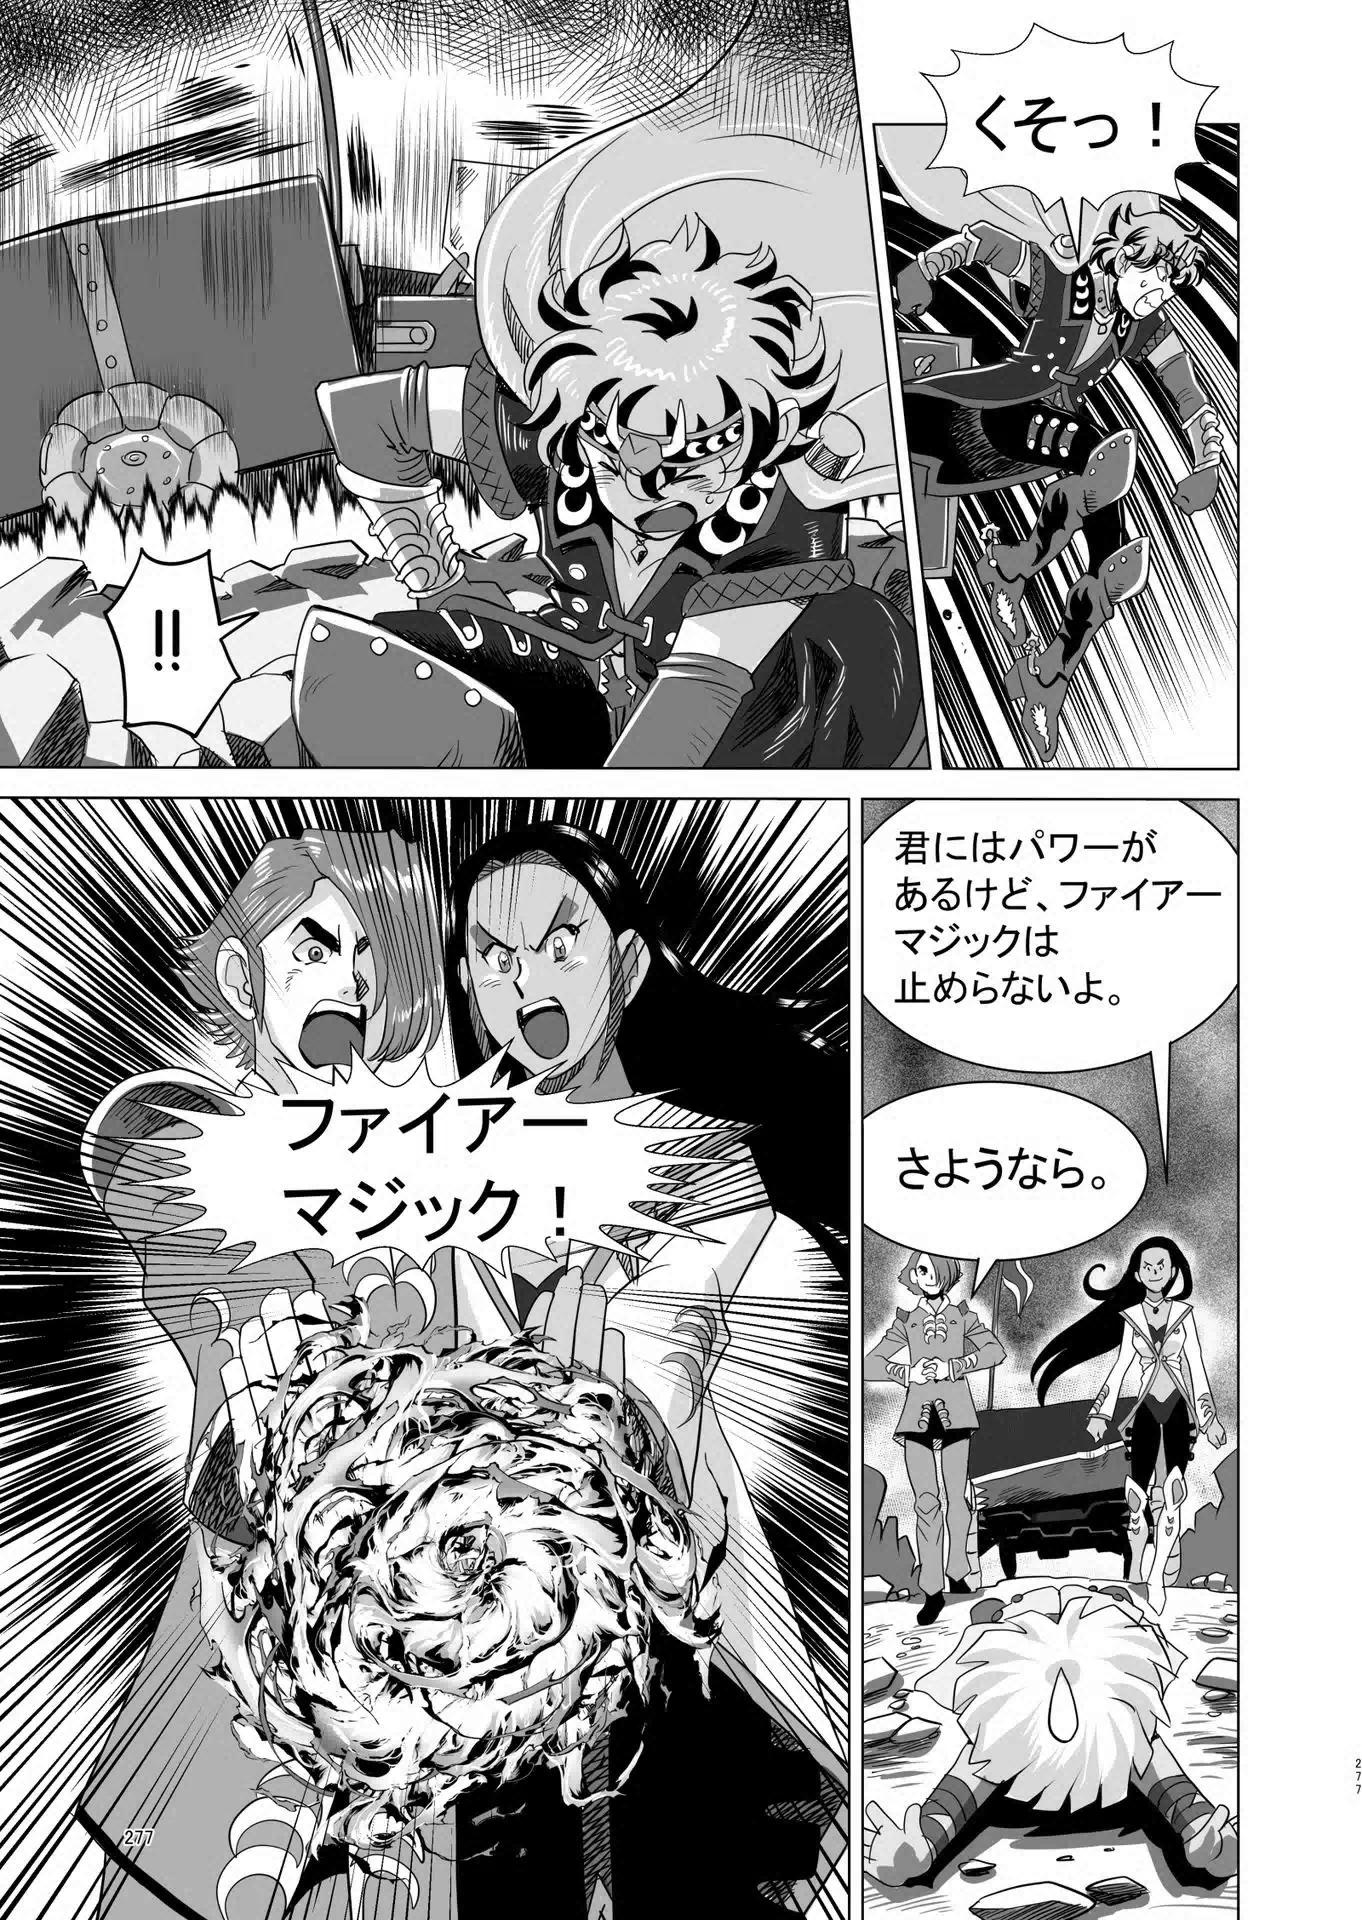 くそっ！
!!
君にはパワーが
あるけど、ファイアー
マジックは
止めらないよ。
さようなら。
ファイアー
マジック！
277
277